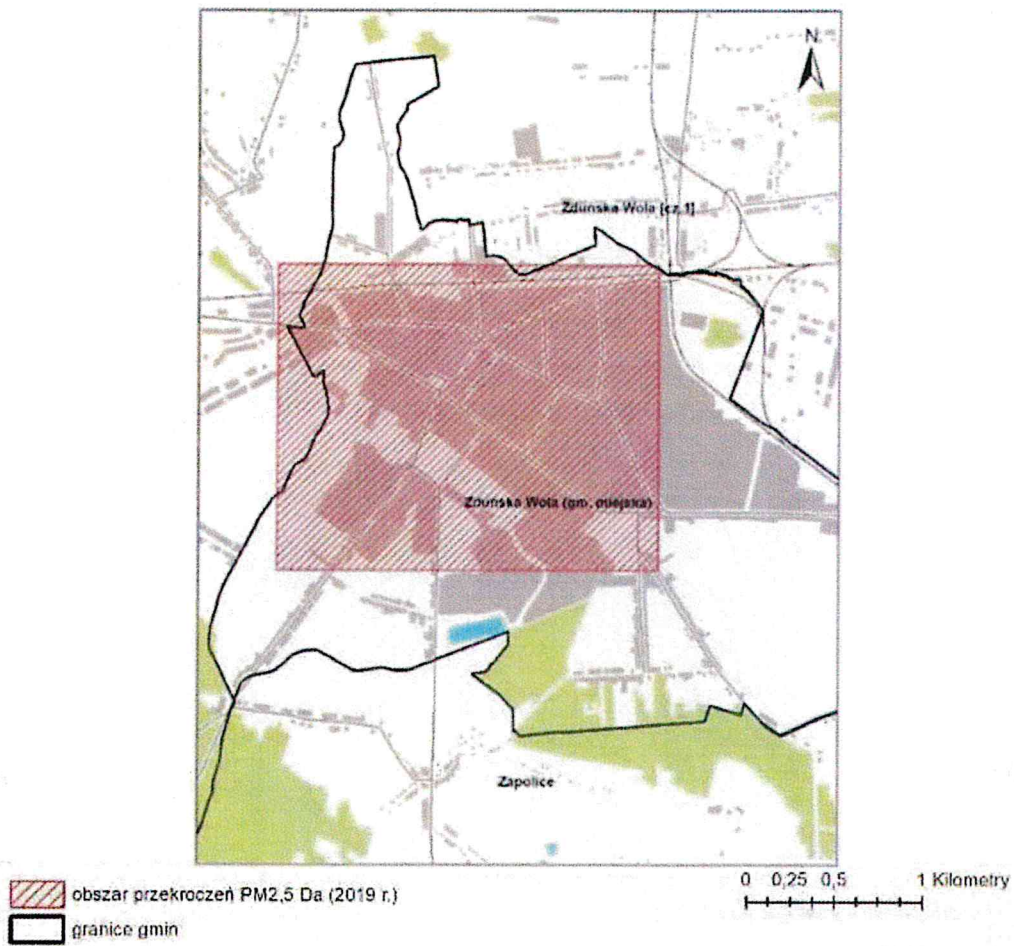 N
Zduńska Wola [cz.1]
Zduńska Wola (gm. miejska)
Zapolice
obszar przekroczeń PM2,5 Da (2019 r.)
granice gmin
0 0,25 0,5 1 Kilometry